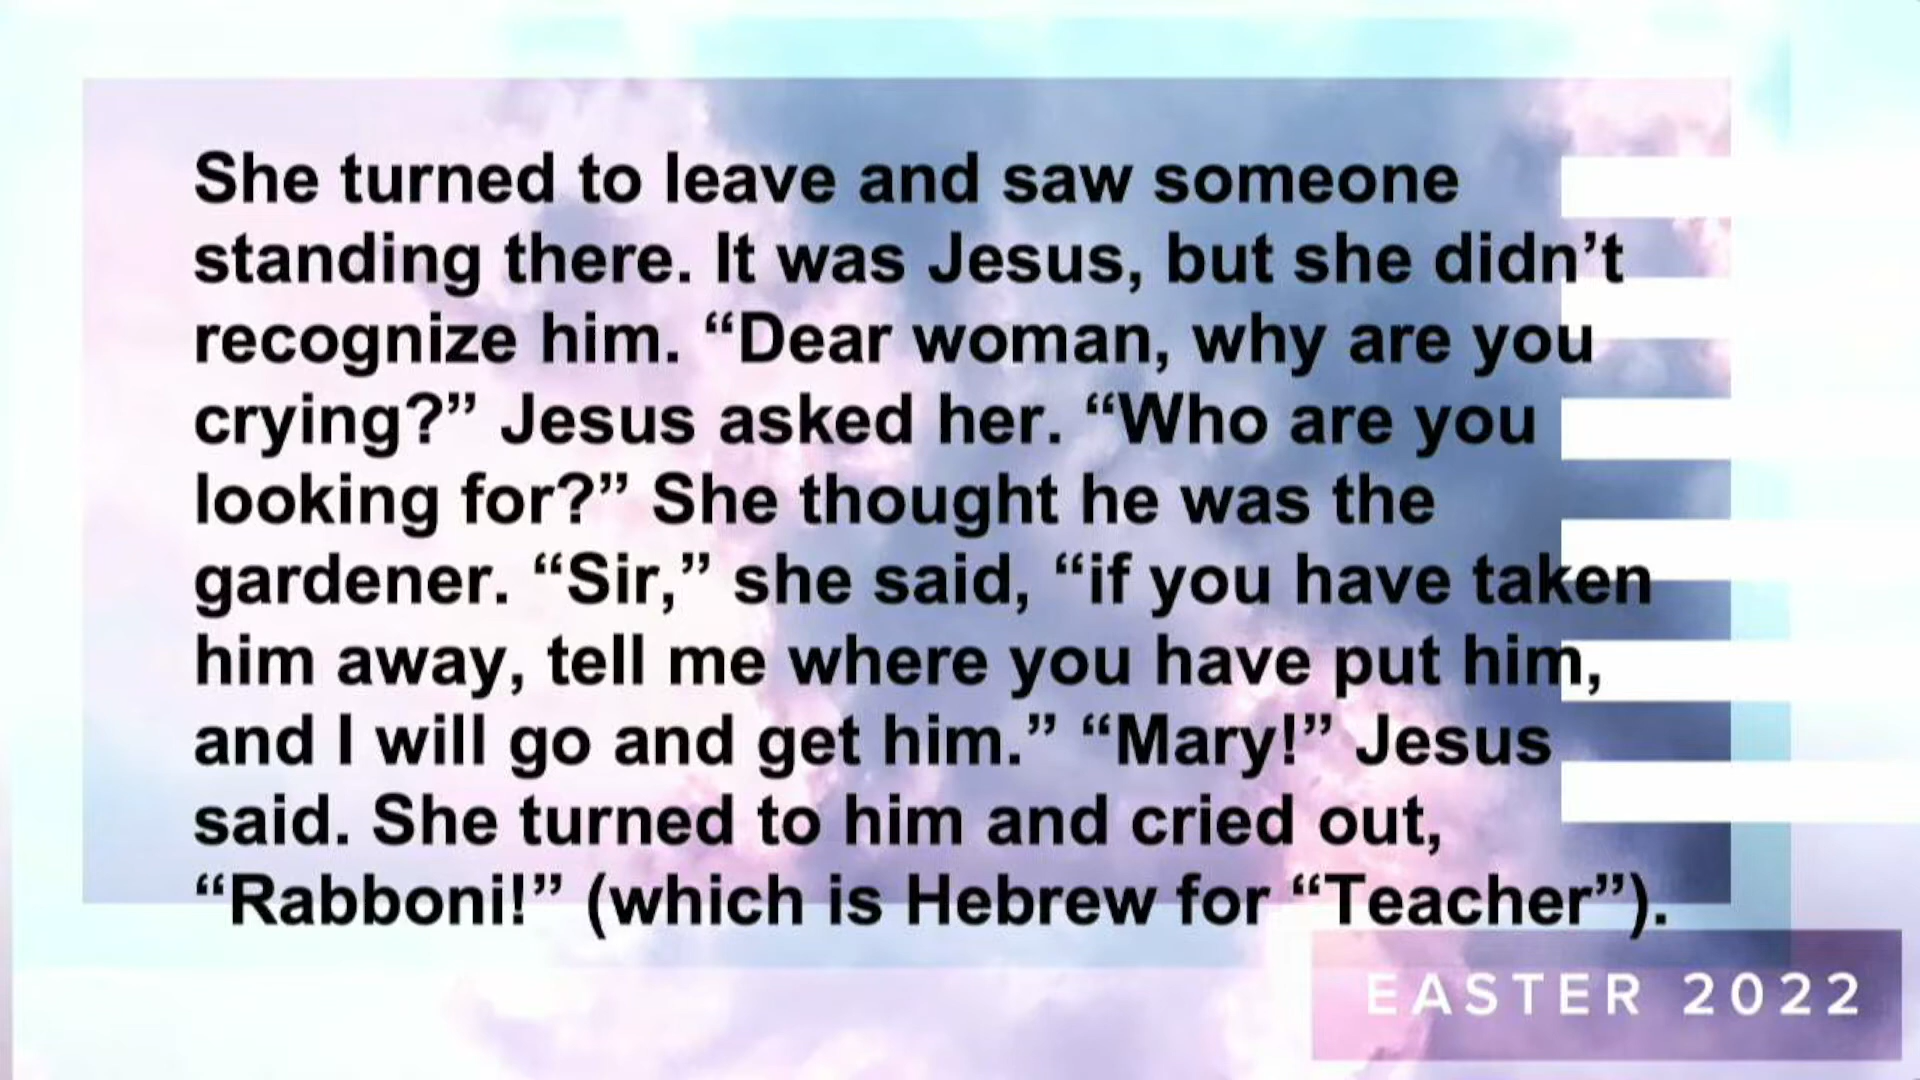 She turned to leave and saw someone
standing there. It was Jesus, but she didn’t
recognize him. “Dear woman, why are you
crying?” Jesus asked her. “Who are you
looking for?” She thought he was the
gardener. “Sir,” she said, “if you have taken
him away, tell me where you have put him,
and I will go and get him.” “Mary!” Jesus
said. She turned to him and cried out,
“Rabboni!” (which is Hebrew for “Teacher”).
EASTER 2022